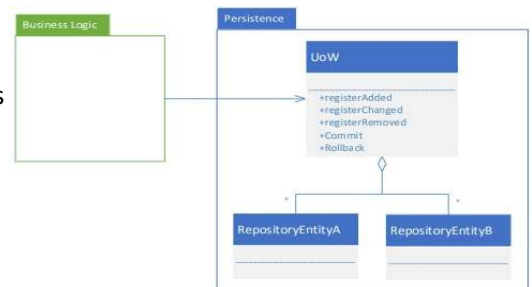 Business Logic
s
Persistence
UoW
+registerAdded
+registerChanged
+registerRemoved
+Commit
+Rollback
*
*
RepositoryEntityA
RepositoryEntityB